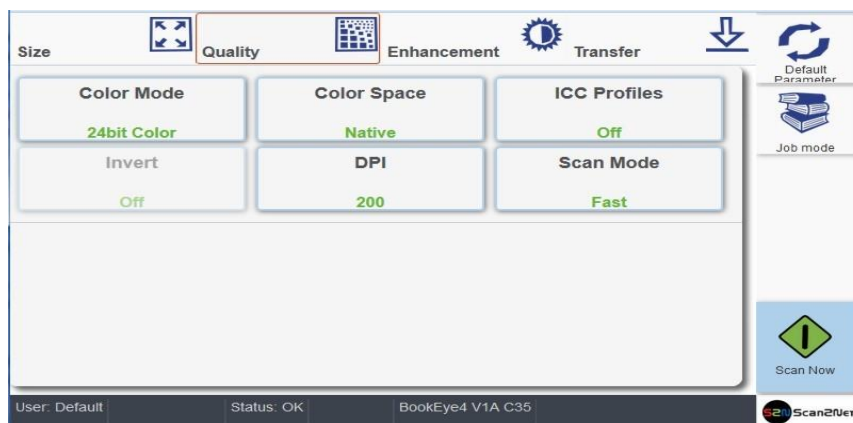 Size
Quality
Enhancement
Transfer
Default
Parameter
Color Mode
24bit Color
Color Space
Native
ICC Profiles
Off
Job mode
Invert
Off
DPI
200
Scan Mode
Fast
Scan Now
User: Default
Status: OK
BookEye4 V1A C35
S2N Scan2Net